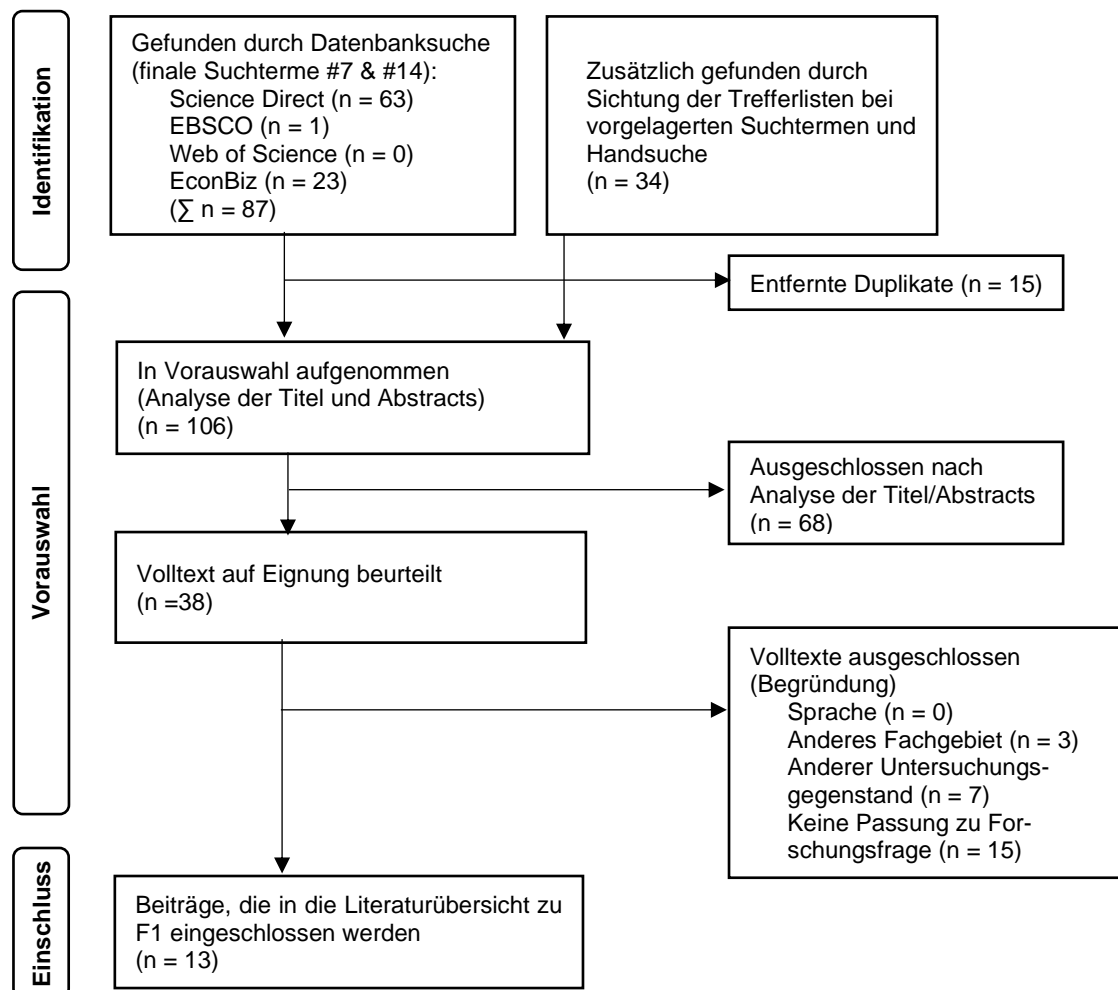 Identifikation
Gefunden durch Datenbanksuche
(finale Suchterme #7 & #14):
Science Direct (n = 63)
EBSCO (n = 1)
Web of Science (n = 0)
EconBiz (n = 23)
(∑ n = 87)
Zusätzlich gefunden durch
Sichtung der Trefferlisten bei
vorgelagerten Suchtermen und
Handsuche
(n = 34)
Entfernte Duplikate (n = 15)
Vorauswahl
In Vorauswahl aufgenommen
(Analyse der Titel und Abstracts)
(n = 106)
Ausgeschlossen nach
Analyse der Titel/Abstracts
(n = 68)
Volltext auf Eignung beurteilt
(n =38)
Volltexte ausgeschlossen
(Begründung)
Sprache (n = 0)
Anderes Fachgebiet (n = 3)
Anderer Untersuchungs-
gegenstand (n = 7)
Keine Passung zu For-
schungsfrage (n = 15)
Einschluss
Beiträge, die in die Literaturübersicht zu
F1 eingeschlossen werden
(n = 13)